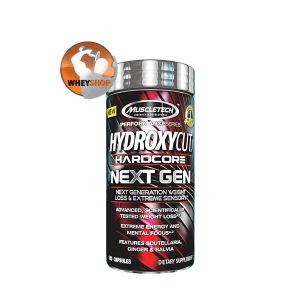 WHEYSHOP
MUSCLETECH
PERFORMANCE SERIES
HYDROXYCUT
HARDCORE
NEXT GEN
NEXT GENERATION WEIGHT
LOSS & EXTREME SENSORY
ADVANCED, SCIENTIFICALLY
TESTED WEIGHT LOSS
EXTREME ENERGY AND
MENTAL FOCUS
FEATURES SCUTELLARIA,
GINGER & SALVIA
CAPSULES
DIETARY SUPPLEMENT